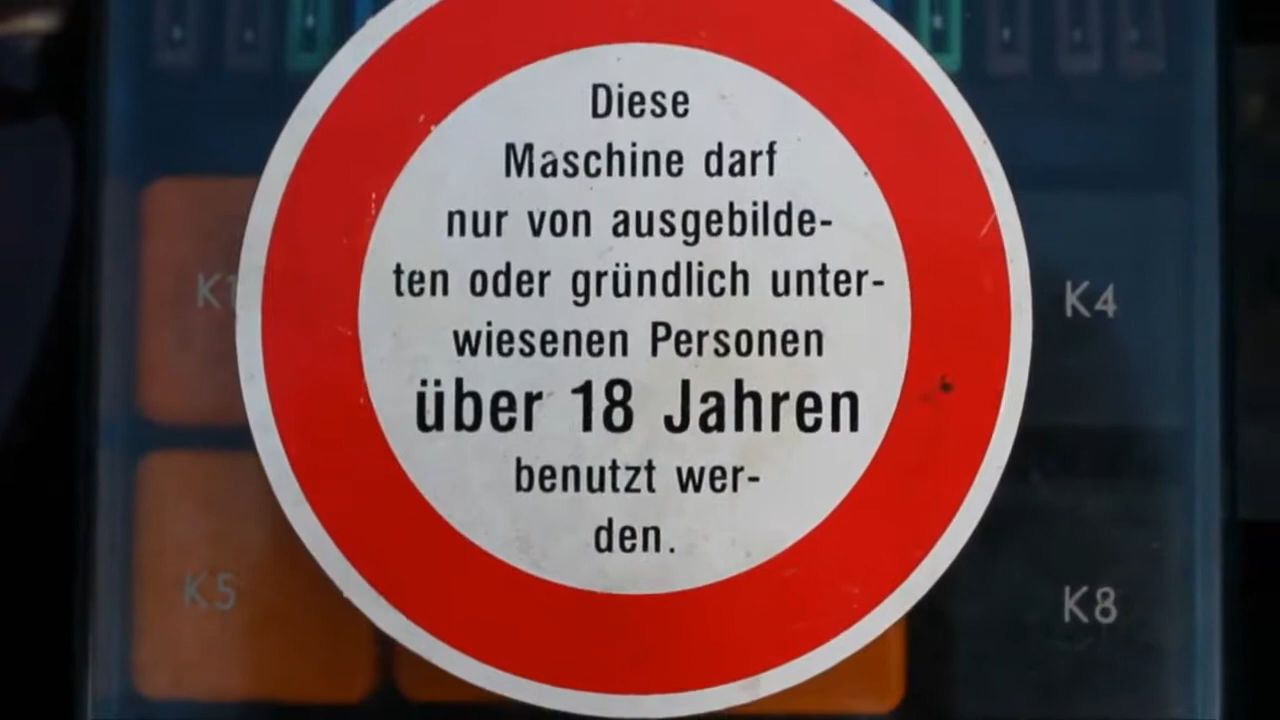 Diese
Maschine darf
nur von ausgebilde-
ten oder gründlich unter-
wiesenen Personen
über 18 Jahren
benutzt wer-
den.
K1
K4
K5
K8